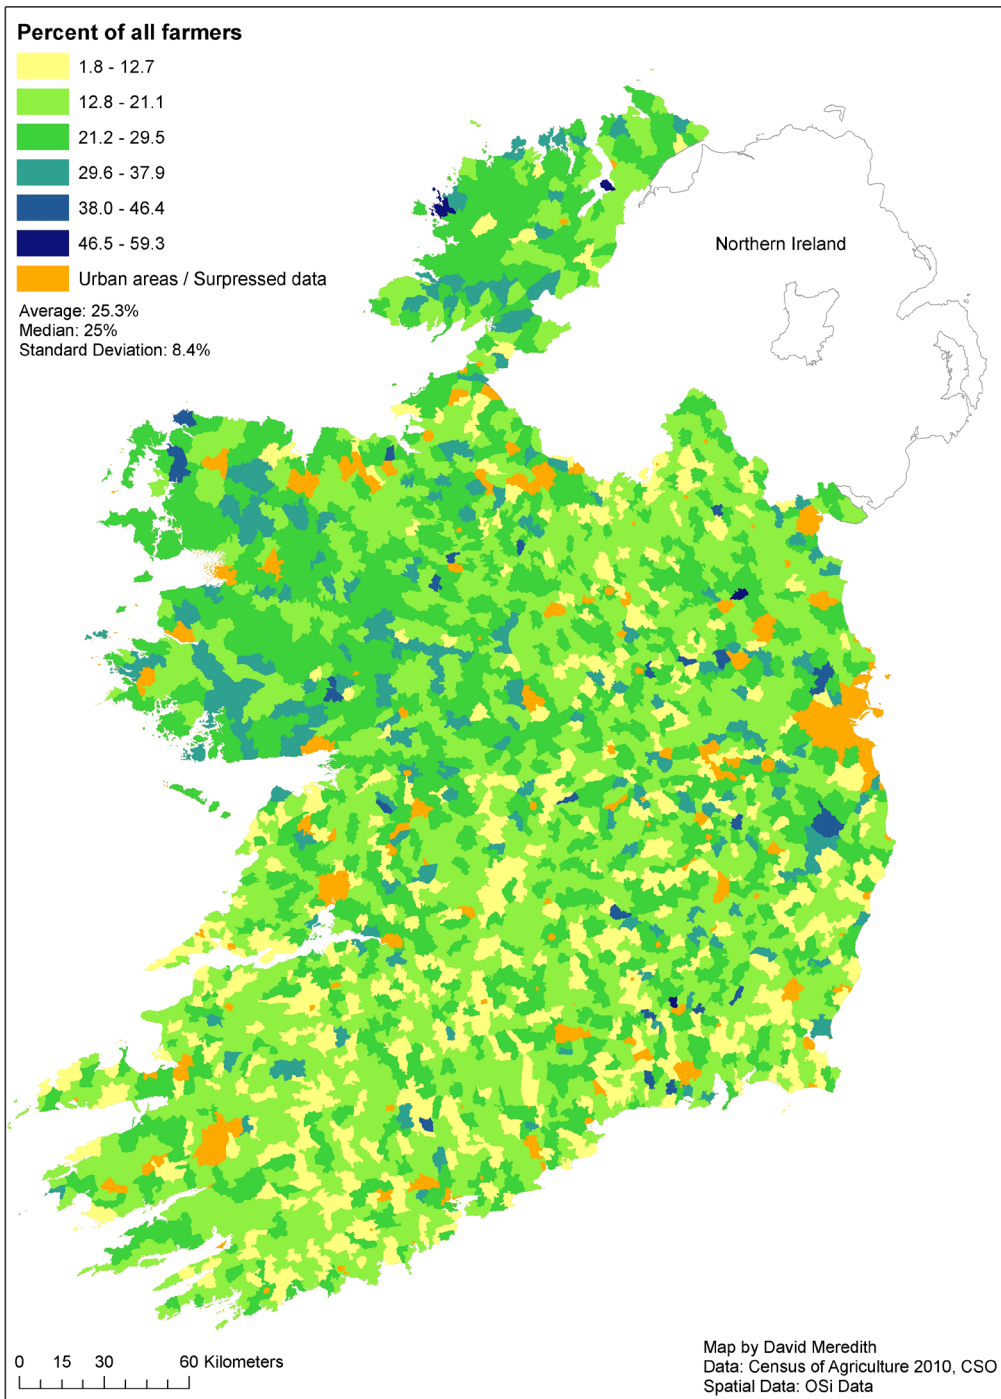 Percent of all farmers
1.8 - 12.7
12.8 - 21.1
21.2 - 29.5
29.6 - 37.9
38.0 - 46.4
46.5 - 59.3
Urban areas / Surpressed data
Average: 25.3%
Median: 25%
Standard Deviation: 8.4%
Northern Ireland
0 15 30 60 Kilometers
Map by David Meredith
Data: Census of Agriculture 2010, CSO
Spatial Data: OSi Data